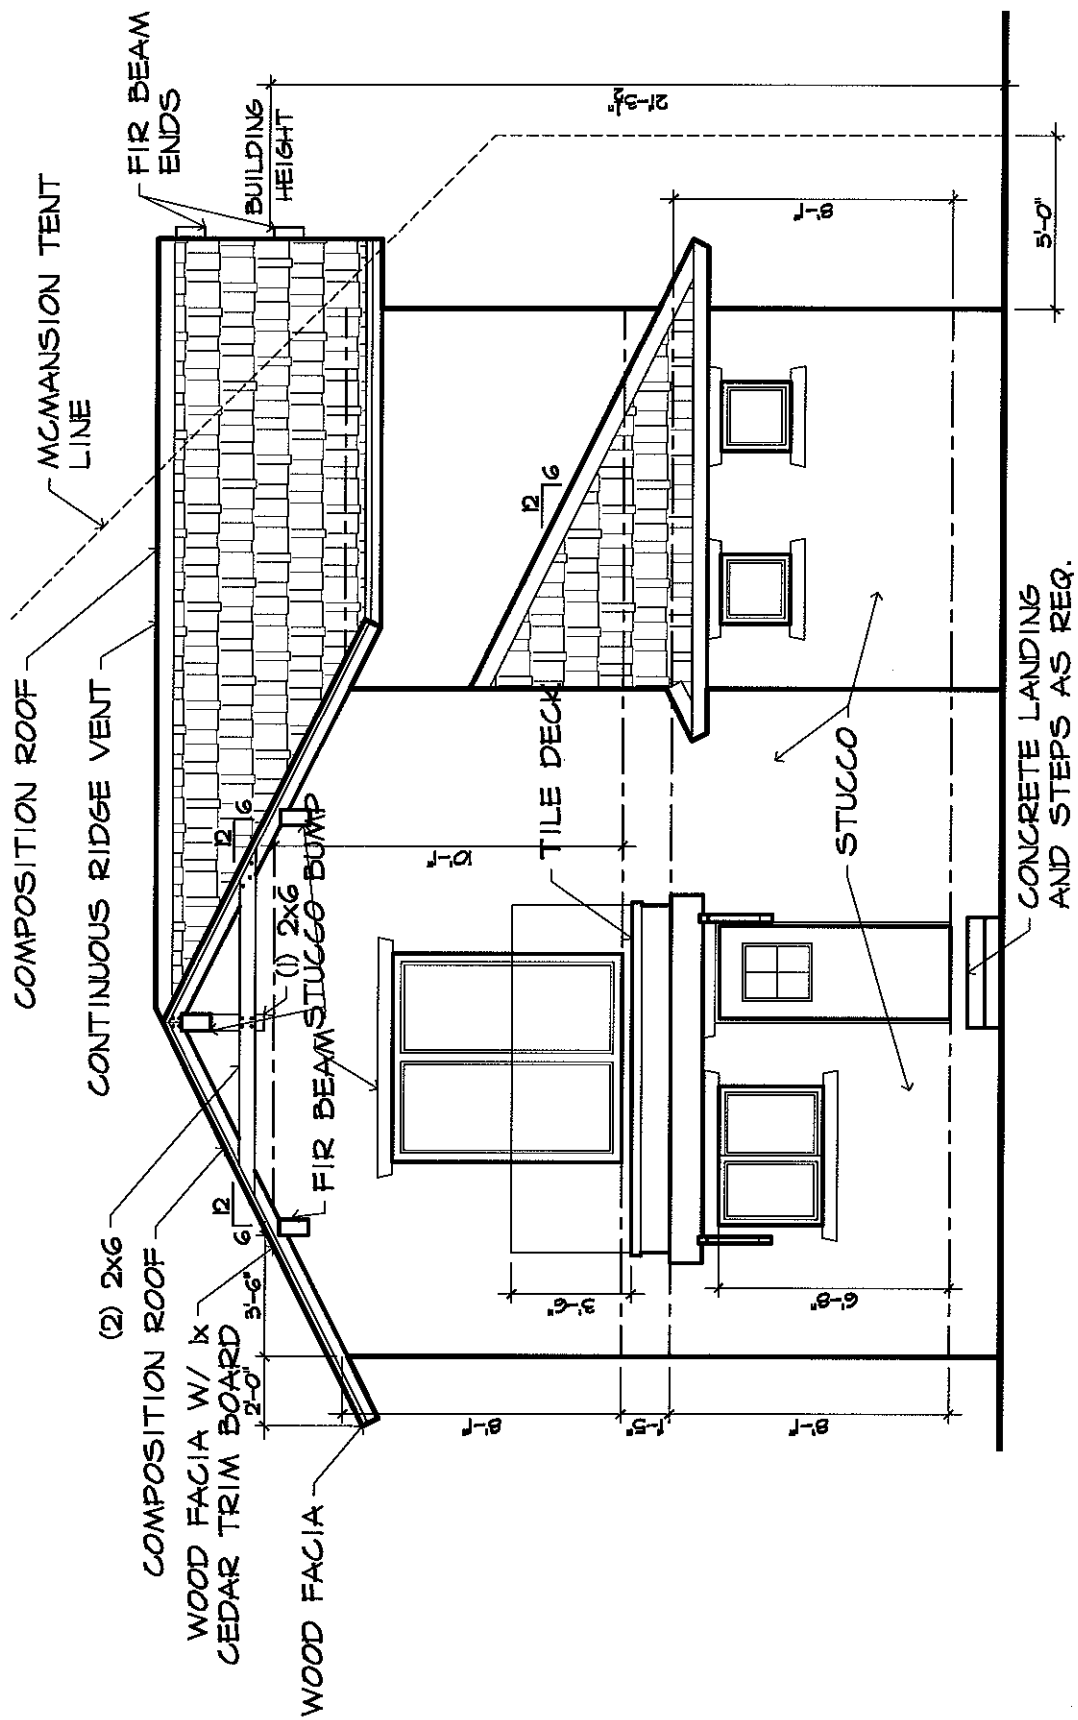 COMPOSITION ROOF
CONTINUOUS RIDGE VENT
MCMANSION TENT
LINE
FIR BEAM
ENDS
BUILDING
HEIGHT
21'-3½"
(2) 2x6
COMPOSITION ROOF
WOOD FACIA W/ 1x
CEDAR TRIM BOARD
WOOD FACIA
2'-0"
3'-6"
6
12
12
6
(1) 2x6
FIR BEAM
STUCCO BUMP
10'-1"
TILE DECK
12
6
8'-1"
3'-6"
1'-5"
8'-1"
6'-8"
8'-1"
5'-0"
STUCCO
CONCRETE LANDING
AND STEPS AS REQ.